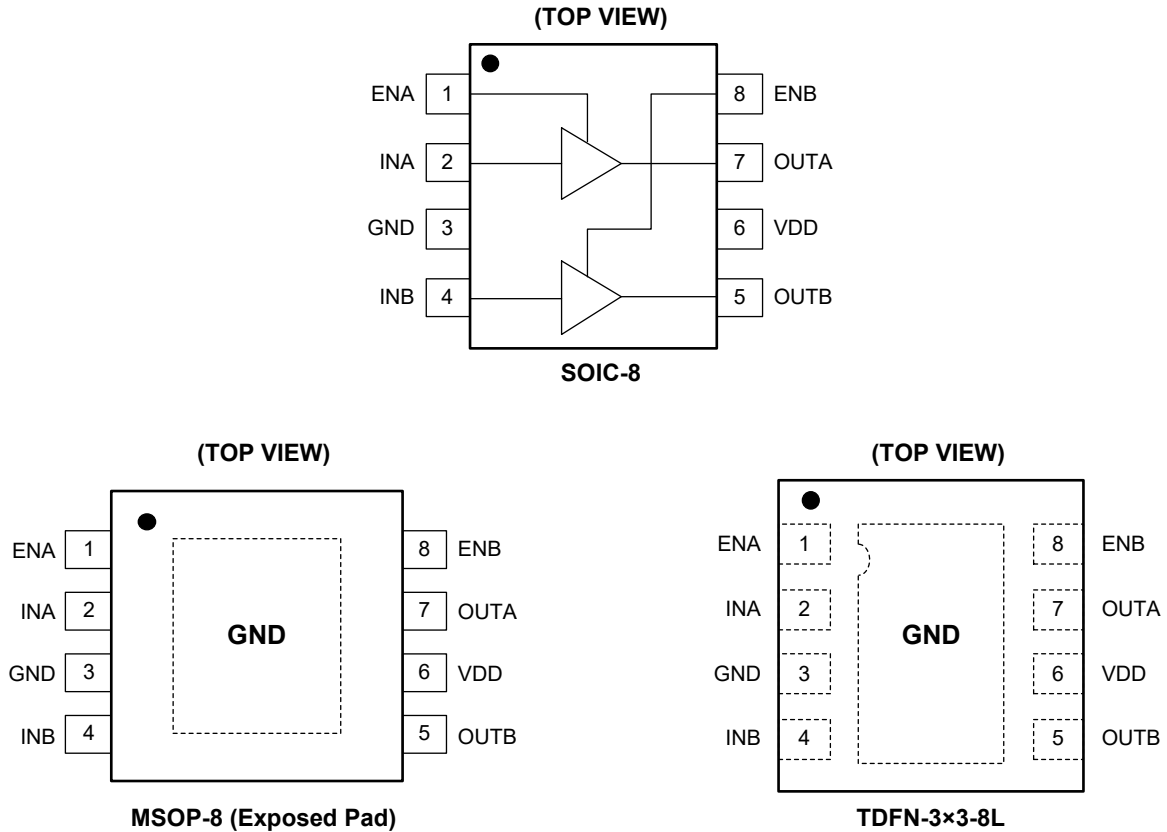 (TOP VIEW)
ENA 1 8 ENB
INA 2 7 OUTA
GND 3 6 VDD
INB 4 5 OUTB
SOIC-8
(TOP VIEW)
ENA 1 8 ENB
INA 2 7 OUTA
GND
GND 3 6 VDD
INB 4 5 OUTB
MSOP-8 (Exposed Pad)
(TOP VIEW)
ENA 1 8 ENB
INA 2 7 OUTA
GND
GND 3 6 VDD
INB 4 5 OUTB
TDFN-3×3-8L